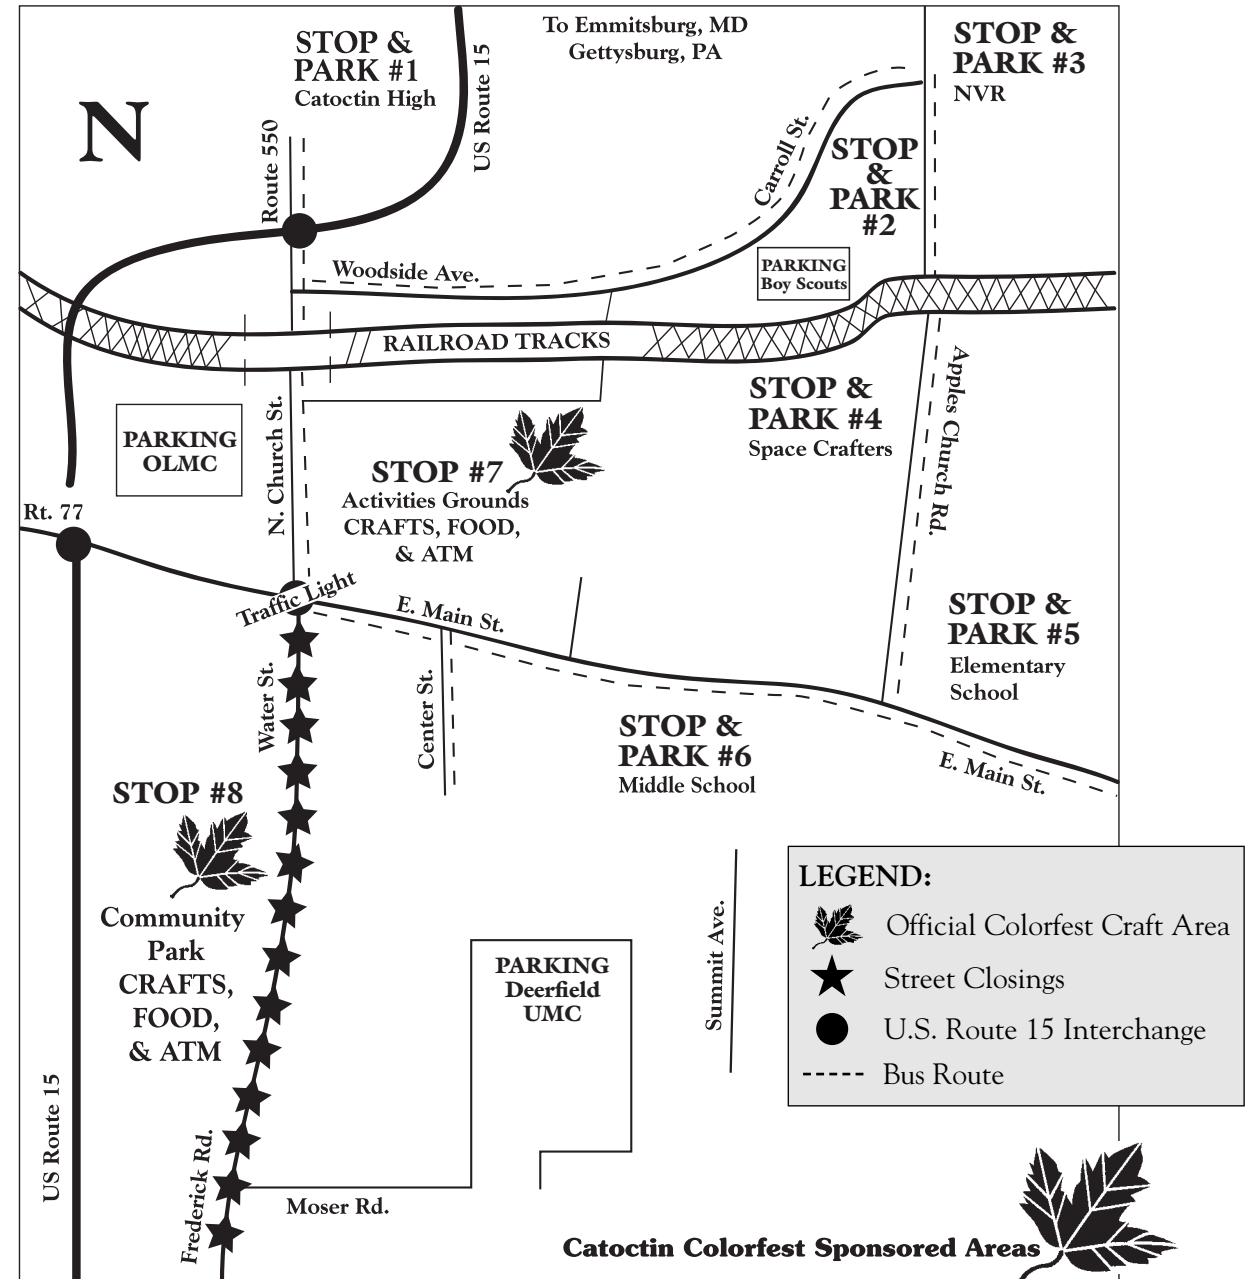 To Emmitsburg, MD
Gettysburg, PA
STOP &
PARK #1
Catoctin High
US Route 15
STOP &
PARK #3
NVR
N
Route 550
Carroll St.
STOP
&
PARK
#2
Woodside Ave.
PARKING
Boy Scouts
RAILROAD TRACKS
Apples Church Rd.
STOP &
PARK #4
Space Crafters
PARKING
OLMC
N. Church St.
STOP #7
Activities Grounds
CRAFTS, FOOD,
& ATM
Rt. 77
Traffic Light
E. Main St.
STOP &
PARK #5
Elementary
School
Water St.
Center St.
STOP &
PARK #6
Middle School
E. Main St.
STOP #8
Community
Park
CRAFTS,
FOOD,
& ATM
PARKING
Deerfield
UMC
Summit Ave.
LEGEND:
Official Colorfest Craft Area
Street Closings
U.S. Route 15 Interchange
Bus Route
US Route 15
Frederick Rd.
Moser Rd.
Catoctin Colorfest Sponsored Areas